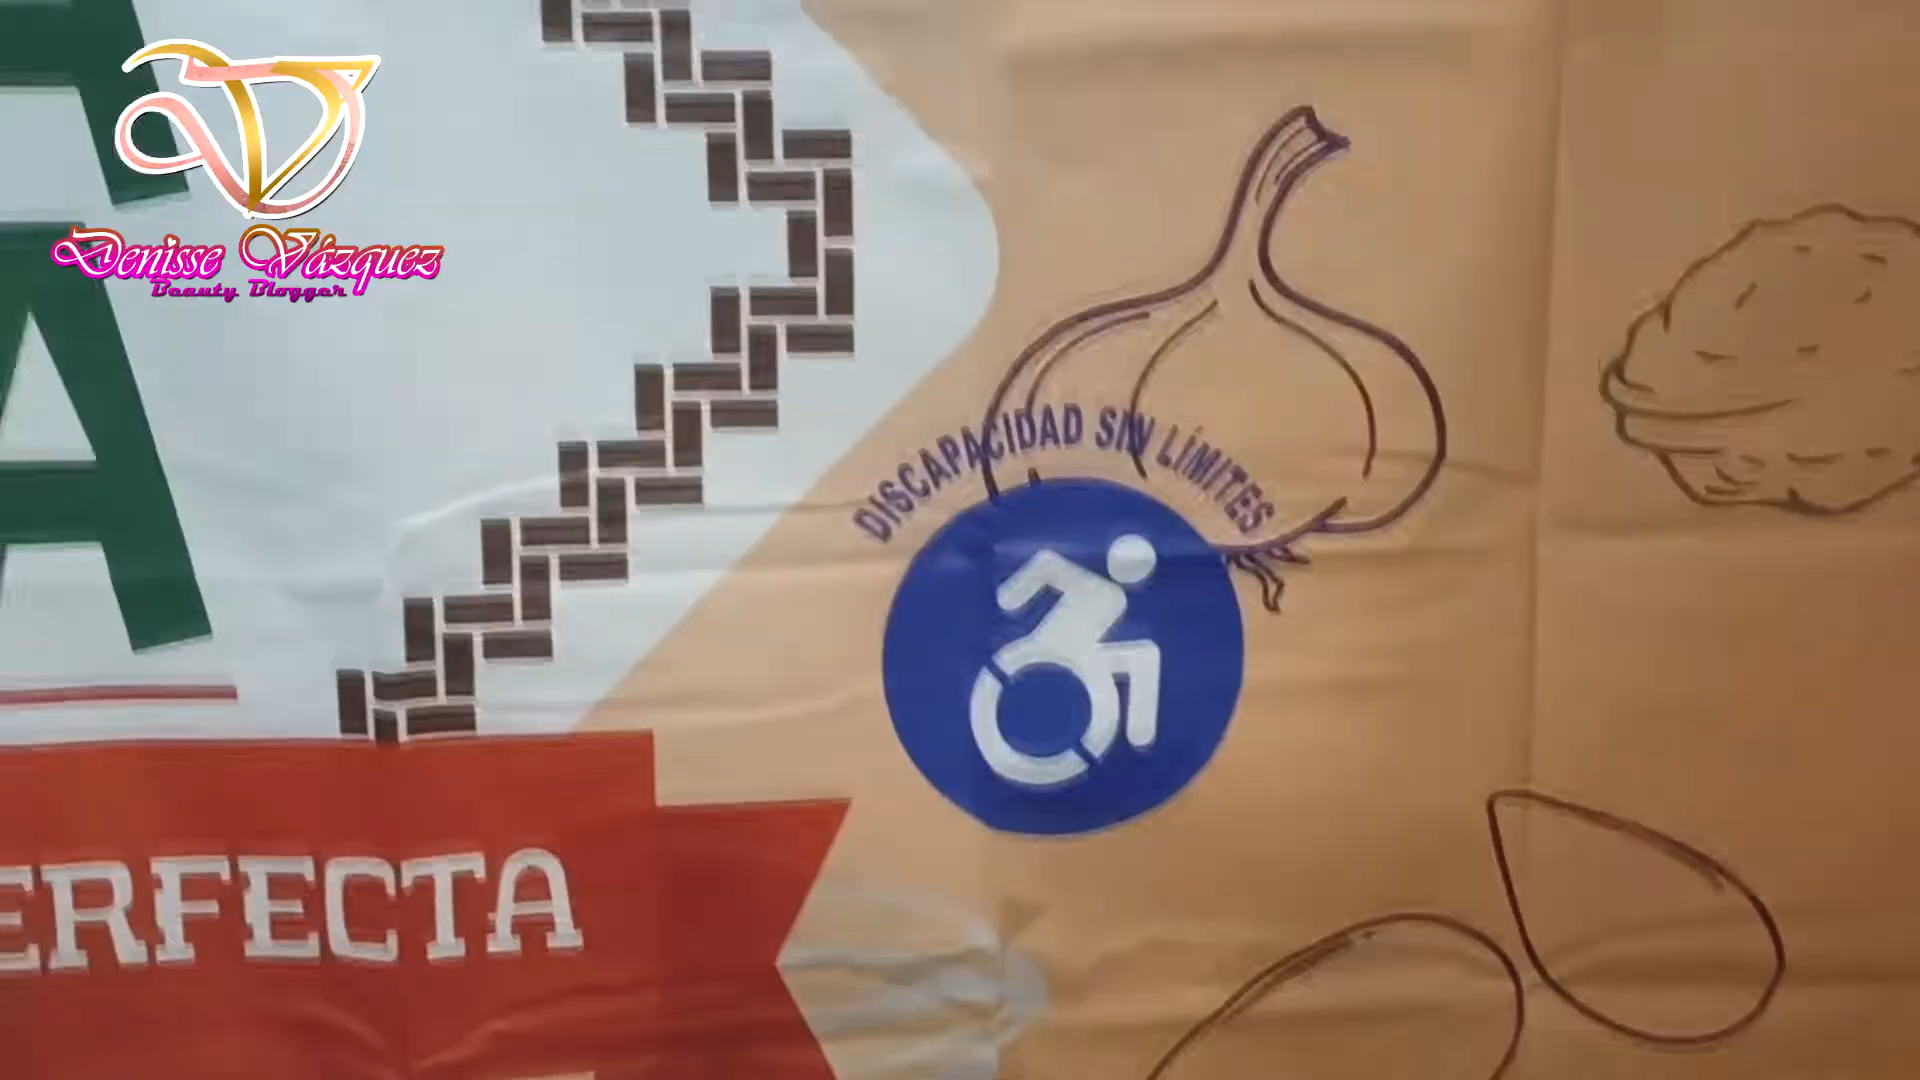 Denisse Vázquez
Beauty Blogger
DISCAPACIDAD SIN LÍMITES
ERFECTA